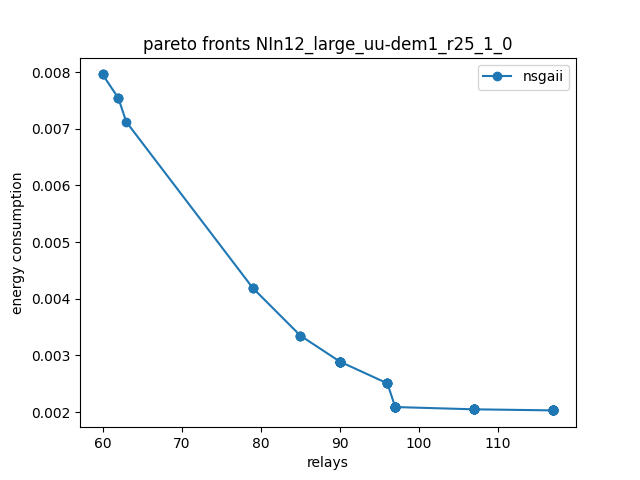 pareto fronts NIn12_large_uu-dem1_r25_1_0
nsgaii
energy consumption
0.008
0.007
0.006
0.005
0.004
0.003
0.002
60 70 80 90 100 110
relays